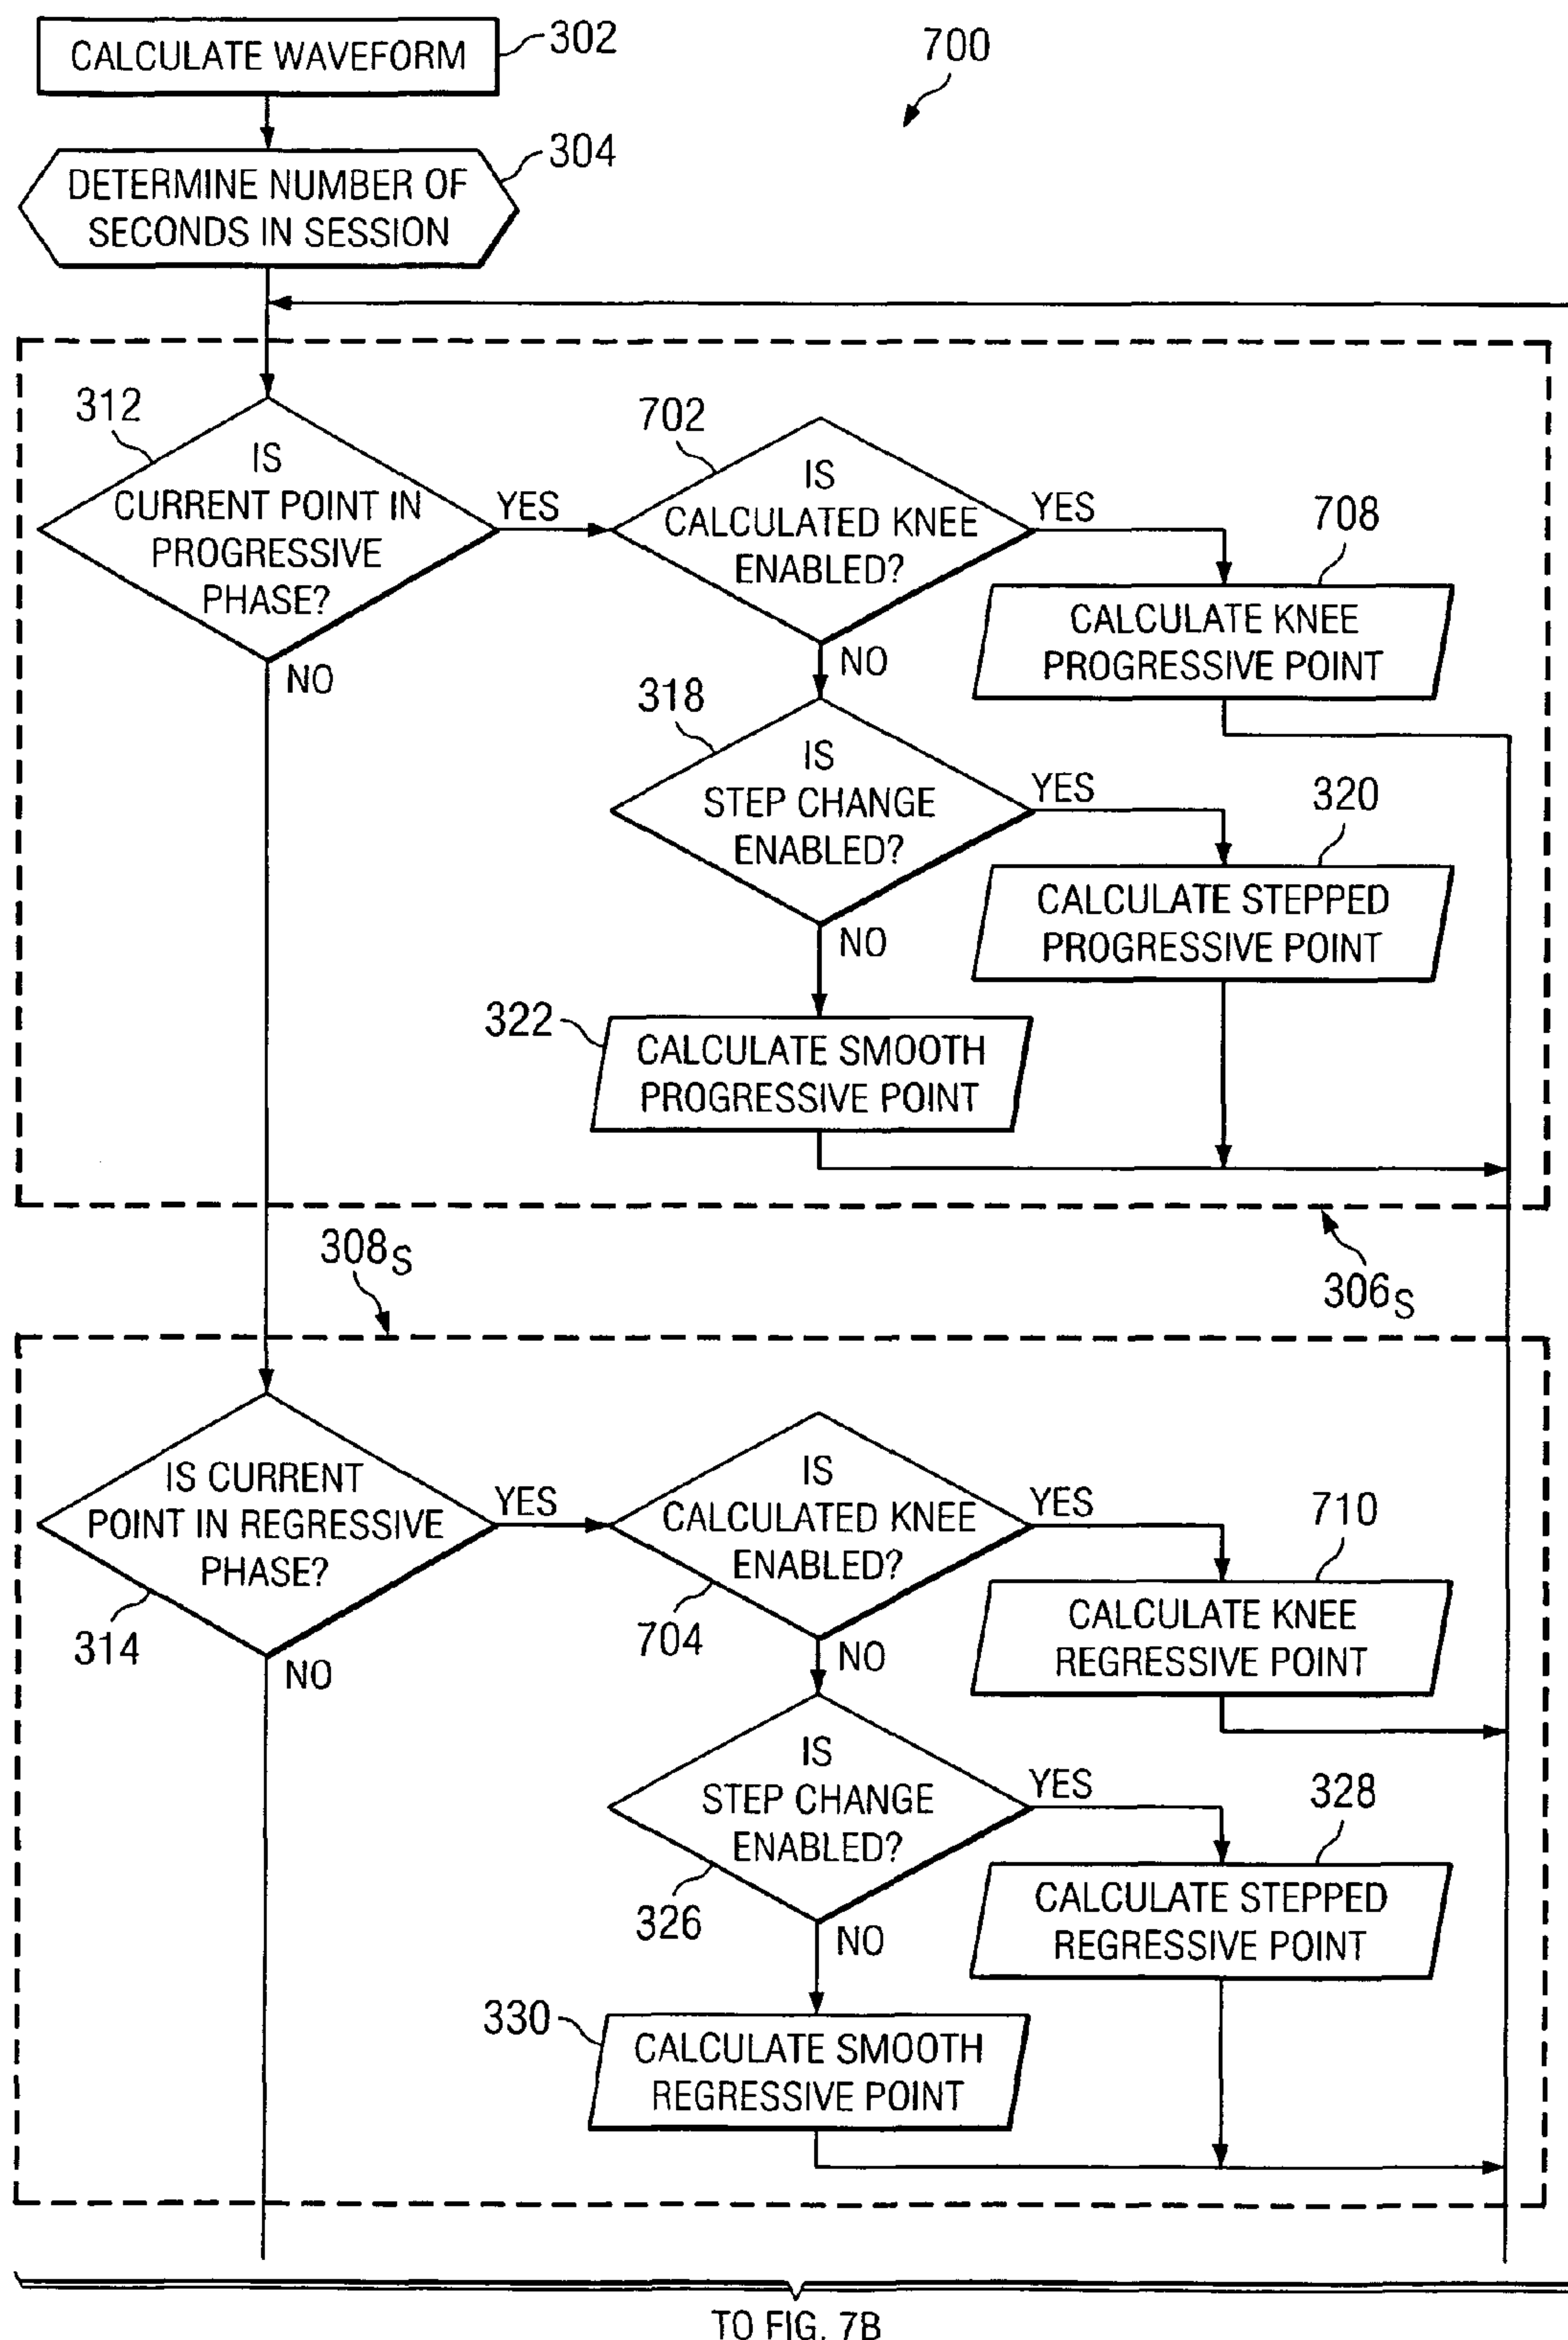 CALCULATE WAVEFORM
302
700
DETERMINE NUMBER OF
SECONDS IN SESSION
304
312
IS
CURRENT POINT IN
PROGRESSIVE
PHASE?
YES
NO
702
IS
CALCULATED KNEE
ENABLED?
YES
NO
708
CALCULATE KNEE
PROGRESSIVE POINT
318
IS
STEP CHANGE
ENABLED?
YES
NO
320
CALCULATE STEPPED
PROGRESSIVE POINT
322
CALCULATE SMOOTH
PROGRESSIVE POINT
308S
306S
IS CURRENT
POINT IN REGRESSIVE
PHASE?
314
YES
NO
IS
CALCULATED KNEE
ENABLED?
704
YES
NO
710
CALCULATE KNEE
REGRESSIVE POINT
IS
STEP CHANGE
ENABLED?
326
YES
NO
328
CALCULATE STEPPED
REGRESSIVE POINT
330
CALCULATE SMOOTH
REGRESSIVE POINT
TO FIG. 7B